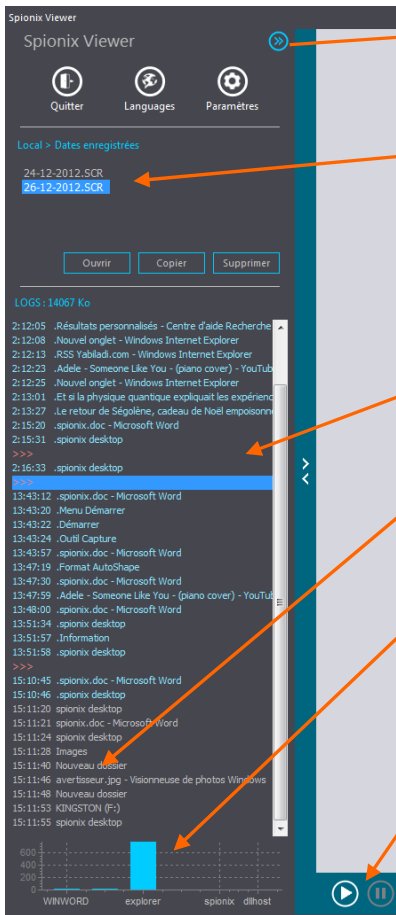 Spionix Viewer
Spionix Viewer
Quitter Languages Paramètres
Local > Dates enregistrées
24-12-2012.SCR
26-12-2012.SCR
Ouvrir Copier Supprimer
LOGS : 14067 Ko
2:12:05 .Résultats personnalisés - Centre d'aide Recherche
2:12:08 .Nouvel onglet - Windows Internet Explorer
2:12:13 .RSS Yabiladi.com - Windows Internet Explorer
2:12:23 .Adele - Someone Like You - (piano cover) - YouTub
2:12:25 .Nouvel onglet - Windows Internet Explorer
2:13:01 .Et si la physique quantique expliquait les expérienc
2:13:27 .Le retour de Ségolène, cadeau de Noël empoisonn
2:15:20 .spionix.doc - Microsoft Word
2:15:31 .spionix desktop
>>>
2:16:33 .spionix desktop
>>>
13:43:12 .spionix.doc - Microsoft Word
13:43:20 .Menu Démarrer
13:43:22 .Démarrer
13:43:24 .Outil Capture
13:43:57 .spionix.doc - Microsoft Word
13:47:19 .Format AutoShape
13:47:30 .spionix.doc - Microsoft Word
13:47:59 .Adele - Someone Like You - (piano cover) - YouTub
13:48:00 .spionix.doc - Microsoft Word
13:51:34 .spionix desktop
13:51:57 .Information
13:51:58 .spionix desktop
>>>
15:10:45 .spionix.doc - Microsoft Word
15:10:46 .spionix desktop
15:11:20 spionix desktop
15:11:21 spionix.doc - Microsoft Word
15:11:24 spionix desktop
15:11:28 Images
15:11:40 Nouveau dossier
15:11:46 avertisseur.jpg - Visionneuse de photos Windows
15:11:48 Nouveau dossier
15:11:53 KINGSTON (F:)
15:11:55 spionix desktop
600
400
200
0
WINWORD explorer spionix dllhost